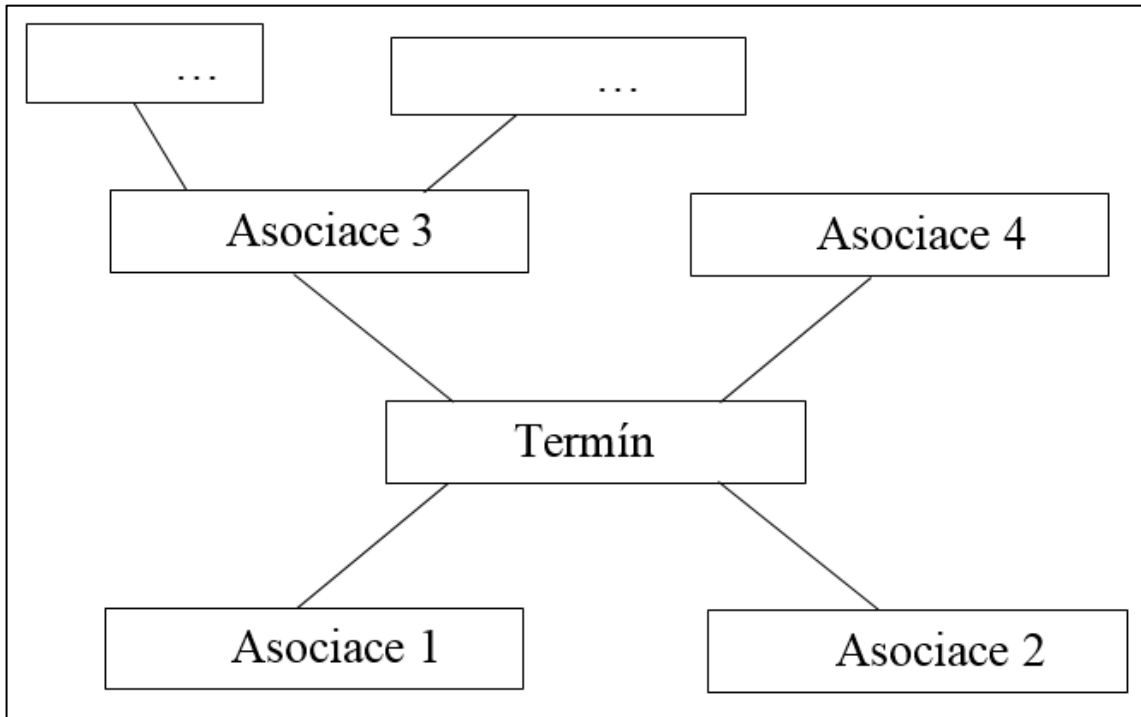 …
…
Asociace 3
Asociace 4
Termín
Asociace 1
Asociace 2